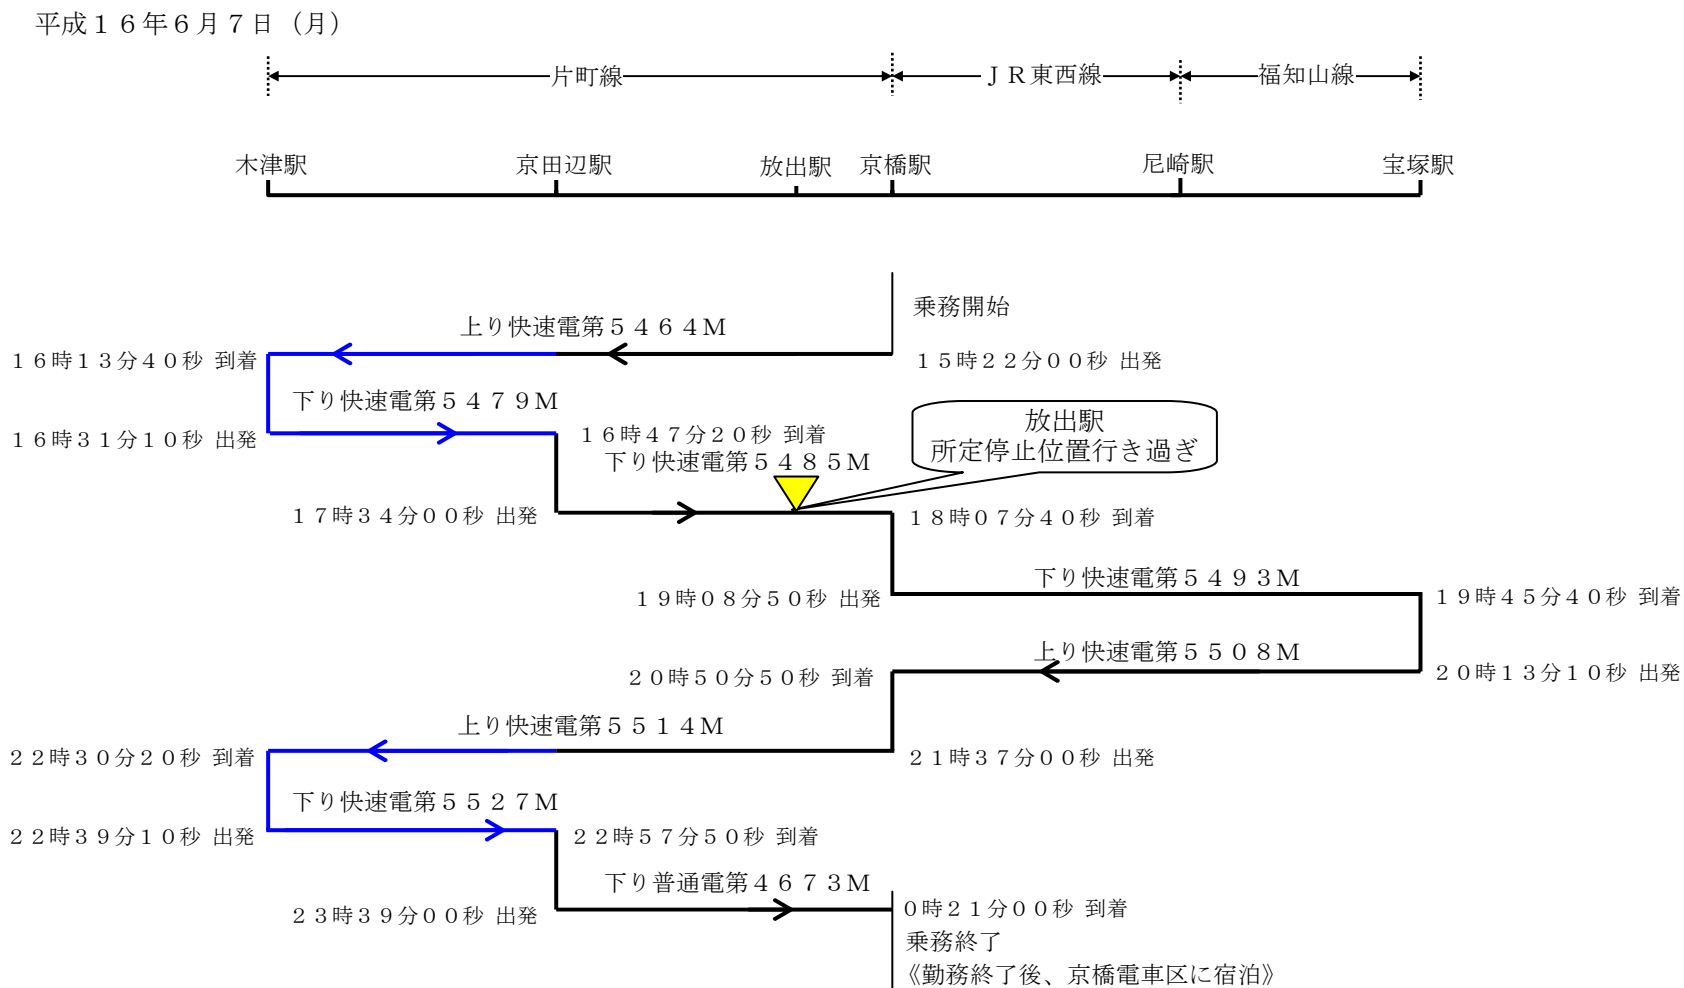 平成１６年６月７日（月）
片町線
ＪＲ東西線
福知山線
木津駅
京田辺駅
放出駅
京橋駅
尼崎駅
宝塚駅
乗務開始
上り快速電第５４６４Ｍ
１６時１３分４０秒 到着
１５時２２分００秒 出発
下り快速電第５４７９Ｍ
１６時３１分１０秒 出発
１６時４７分２０秒 到着
放出駅
所定停止位置行き過ぎ
下り快速電第５４８５Ｍ
１７時３４分００秒 出発
１８時０７分４０秒 到着
下り快速電第５４９３Ｍ
１９時０８分５０秒 出発
１９時４５分４０秒 到着
上り快速電第５５０８Ｍ
２０時５０分５０秒 到着
２０時１３分１０秒 出発
上り快速電第５５１４Ｍ
２２時３０分２０秒 到着
２１時３７分００秒 出発
下り快速電第５５２７Ｍ
２２時３９分１０秒 出発
２２時５７分５０秒 到着
下り普通電第４６７３Ｍ
２３時３９分００秒 出発
０時２１分００秒 到着
乗務終了
《勤務終了後、京橋電車区に宿泊》